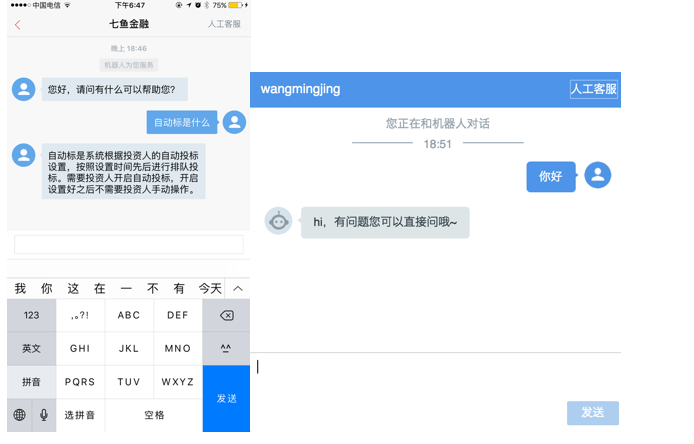 中国电信 下午6:47 75%
七鱼金融 人工客服
晚上 18:46
机器人为您服务
您好，请问有什么可以帮助您？
自动标是什么
自动标是系统根据投资人的自动投标
设置，按照设置时间先后进行排队投
标。需要投资人开启自动投标，开启
设置好之后不需要投资人手动操作。
我 你 这 在 一 不 有 今天
123 ,。?! ABC DEF
英文 GHI JKL MNO ^^
拼音 PQRS TUV WXYZ 发送
选拼音 空格
wangmingjing 人工客服
您正在和机器人对话
18:51
你好
hi，有问题您可以直接问哦~
发送